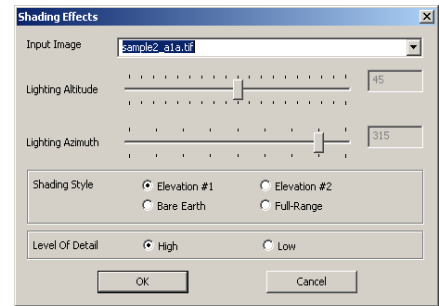 Shading Effects
Input Image sample2_a1a.tif
Lighting Altitude 45
Lighting Azimuth 315
Shading Style Elevation #1 Elevation #2
Bare Earth Full-Range
Level Of Detail High Low
OK Cancel